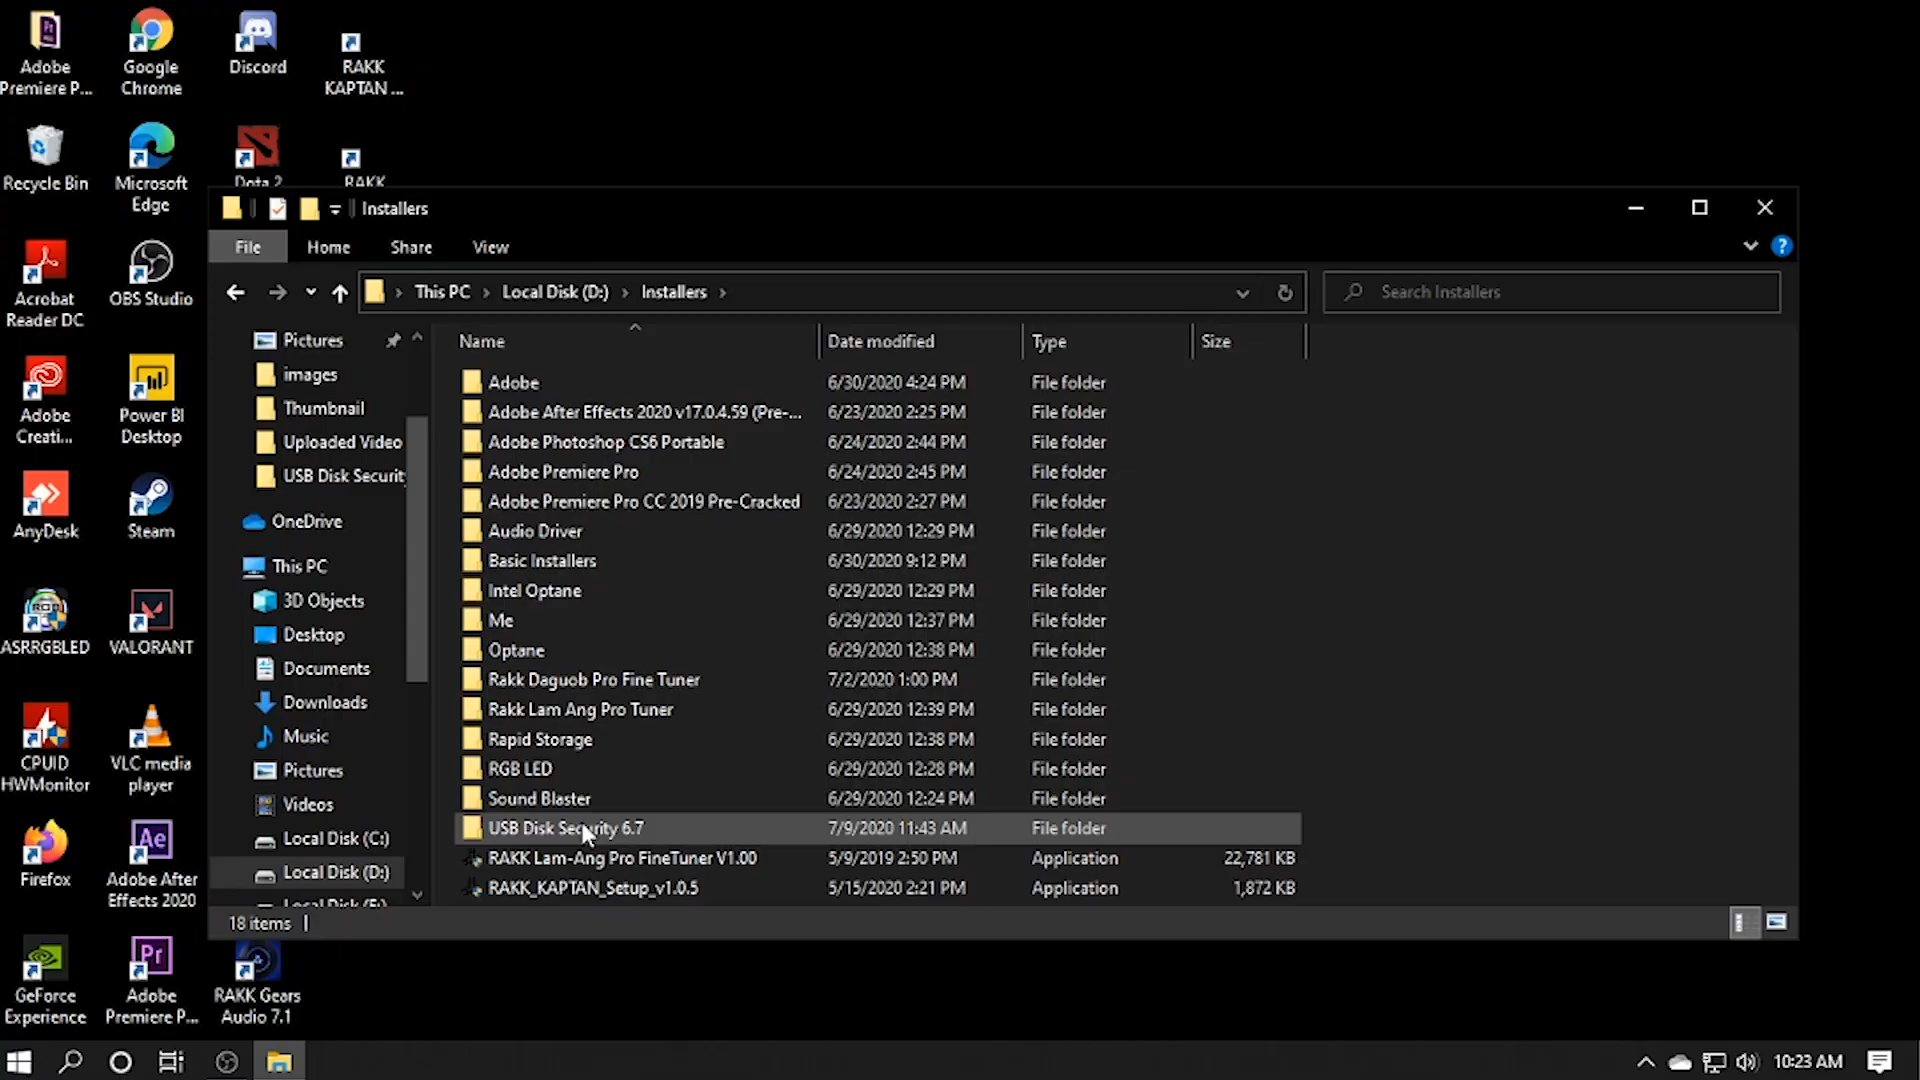 Adobe
Premiere P...
Google
Chrome
Discord
RAKK
KAPTAN ...
Recycle Bin
Microsoft
Edge
Dota 2
RAKK
Acrobat
Reader DC
OBS Studio
Adobe
Creati...
Power BI
Desktop
AnyDesk
Steam
ASRRGBLED
VALORANT
CPUID
HWMonitor
VLC media
player
Firefox
Adobe After
Effects 2020
GeForce
Experience
Adobe
Premiere P...
RAKK Gears
Audio 7.1
Installers
File Home Share View
This PC Local Disk (D:) Installers
Search Installers
Pictures
images
Thumbnail
Uploaded Video
USB Disk Securit
OneDrive
This PC
3D Objects
Desktop
Documents
Downloads
Music
Pictures
Videos
Local Disk (C:)
Local Disk (D:)
Name Date modified Type Size
Adobe 6/30/2020 4:24 PM File folder
Adobe After Effects 2020 v17.0.4.59 (Pre-... 6/23/2020 2:25 PM File folder
Adobe Photoshop CS6 Portable 6/24/2020 2:44 PM File folder
Adobe Premiere Pro 6/24/2020 2:45 PM File folder
Adobe Premiere Pro CC 2019 Pre-Cracked 6/23/2020 2:27 PM File folder
Audio Driver 6/29/2020 12:29 PM File folder
Basic Installers 6/30/2020 9:12 PM File folder
Intel Optane 6/29/2020 12:29 PM File folder
Me 6/29/2020 12:37 PM File folder
Optane 6/29/2020 12:38 PM File folder
Rakk Daguob Pro Fine Tuner 7/2/2020 1:00 PM File folder
Rakk Lam Ang Pro Tuner 6/29/2020 12:39 PM File folder
Rapid Storage 6/29/2020 12:38 PM File folder
RGB LED 6/29/2020 12:28 PM File folder
Sound Blaster 6/29/2020 12:24 PM File folder
USB Disk Security 6.7 7/9/2020 11:43 AM File folder
RAKK Lam-Ang Pro FineTuner V1.00 5/9/2019 2:50 PM Application 22,781 KB
RAKK_KAPTAN_Setup_v1.0.5 5/15/2020 2:21 PM Application 1,872 KB
18 items
10:23 AM